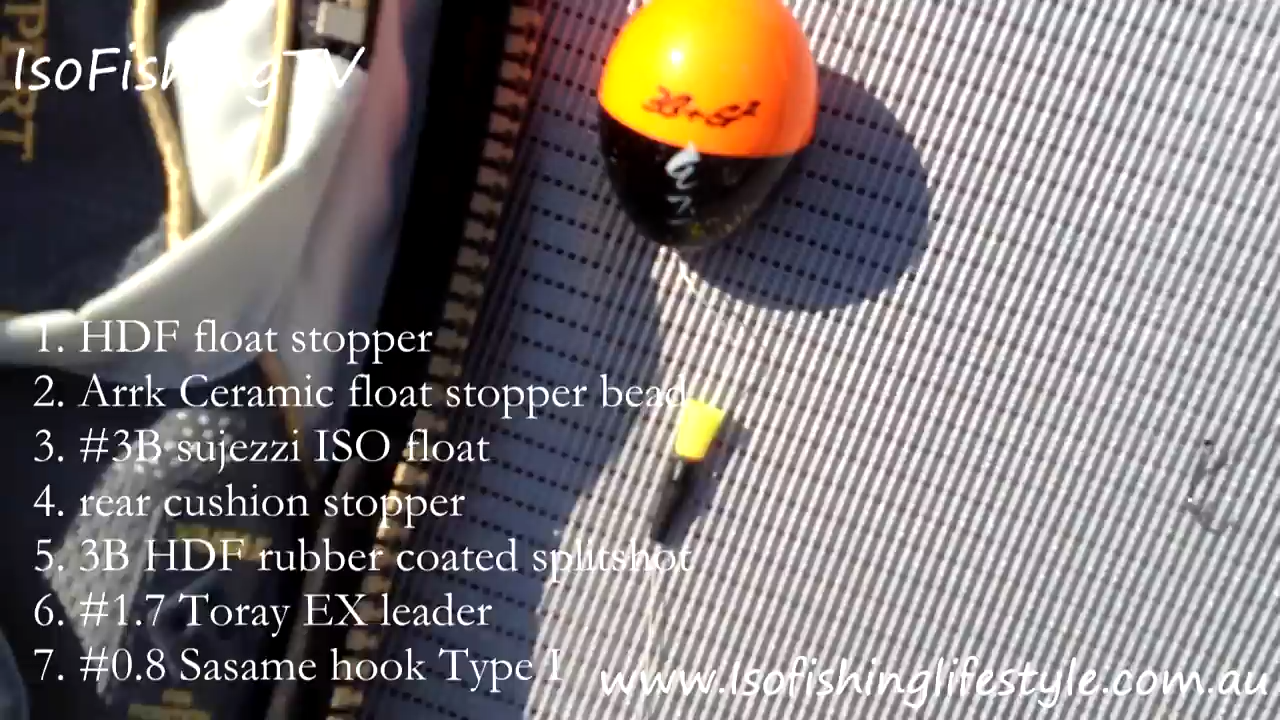 PERT
IsoFishingTV
1. HDF float stopper
2. Arrk Ceramic float stopper bead
3. #3B sujezzi ISO float
4. rear cushion stopper
5. 3B HDF rubber coated splitshot
6. #1.7 Toray EX leader
7. #0.8 Sasame hook Type I
www.Isofishinglifestyle.com.au